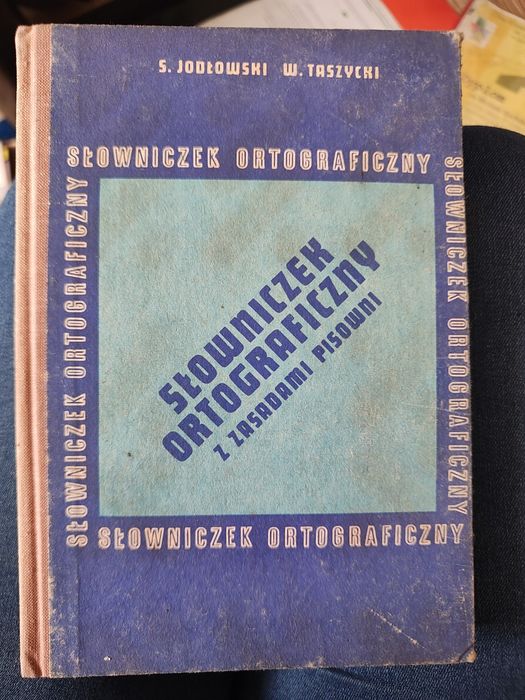 S. JODŁOWSKI W. TASZYCKI
SŁOWNICZEK ORTOGRAFICZNY
SŁOWNICZEK ORTOGRAFICZNY
SŁOWNICZEK
ORTOGRAFICZNY
Z ZASADAMI PISOWNI
SŁOWNICZEK ORTOGRAFICZNY
SŁOWNICZEK ORTOGRAFICZNY